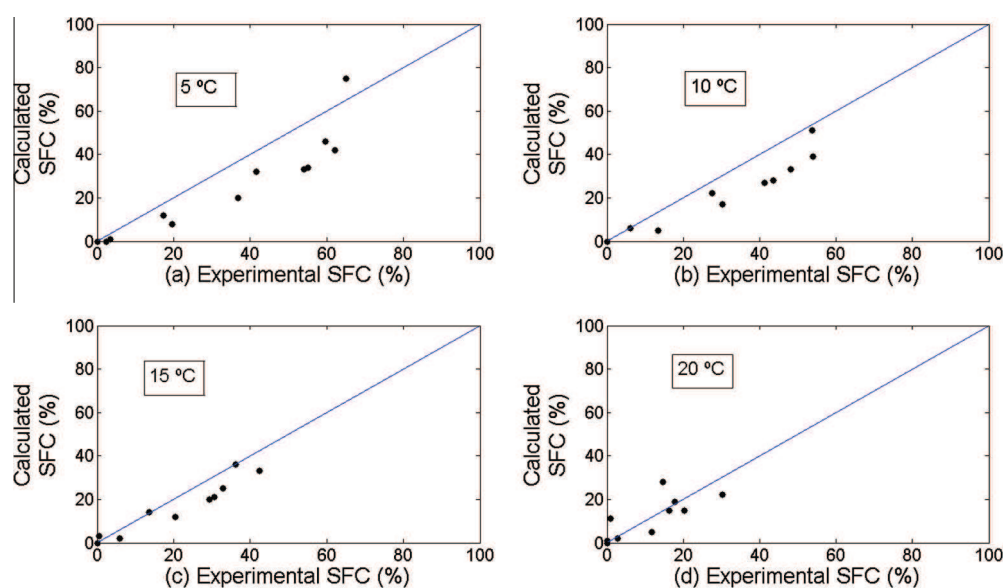 100
80
60
40
20
0
Calculated
SFC (%)
5 ºC
0 20 40 60 80 100
(a) Experimental SFC (%)
100
80
60
40
20
0
Calculated
SFC (%)
10 ºC
0 20 40 60 80 100
(b) Experimental SFC (%)
100
80
60
40
20
0
Calculated
SFC (%)
15 ºC
0 20 40 60 80 100
(c) Experimental SFC (%)
100
80
60
40
20
0
Calculated
SFC (%)
20 ºC
0 20 40 60 80 100
(d) Experimental SFC (%)